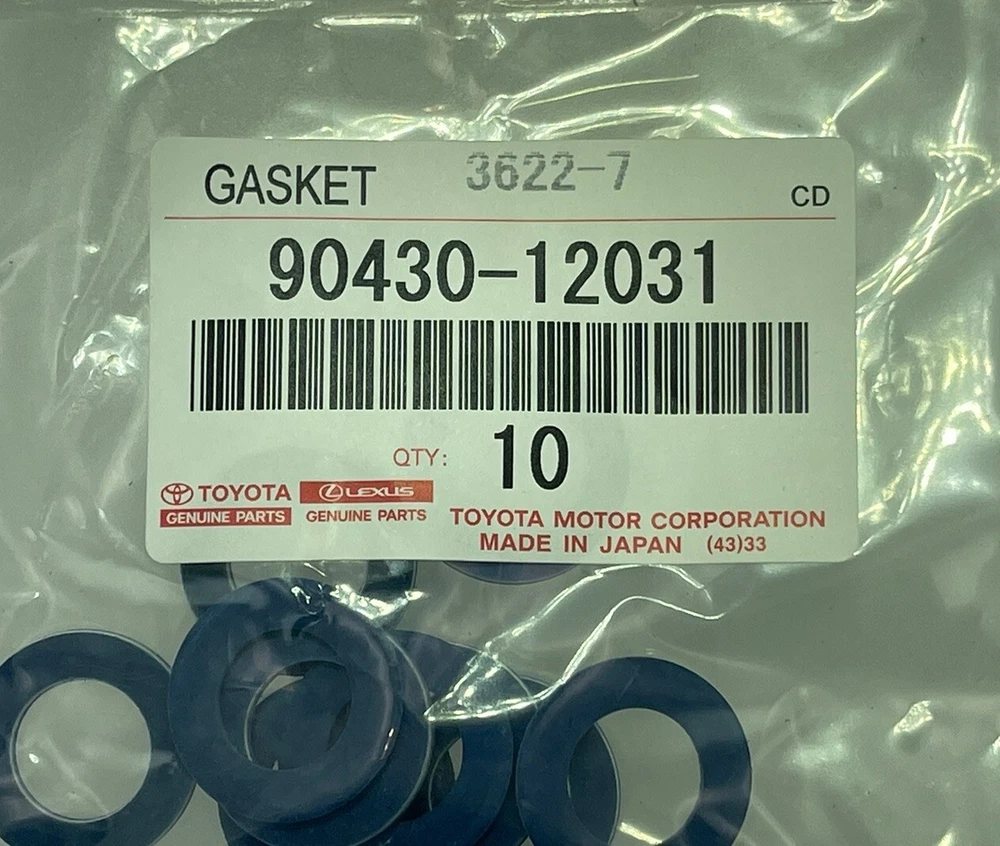 GASKET 3622-7 CD
90430-12031
QTY: 10
TOYOTA LEXUS
GENUINE PARTS GENUINE PARTS
TOYOTA MOTOR CORPORATION
MADE IN JAPAN (43)33